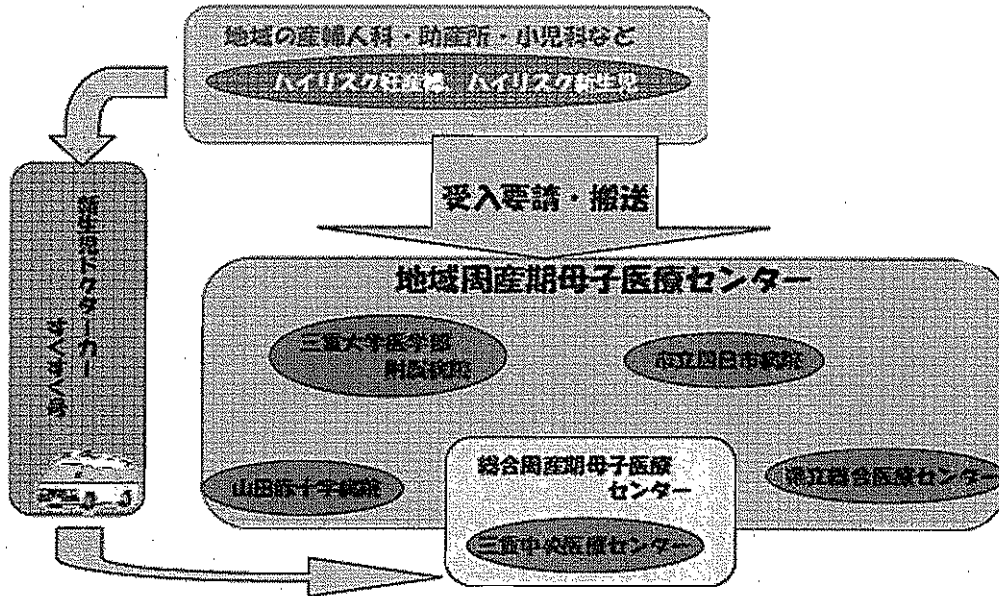 地域の産婦人科・助産所・小児科など
ハイリスク妊産婦、ハイリスク新生児
受入要請・搬送
新生児ドクターカー
すくすく号
地域周産期母子医療センター
三重大学医学部
附属病院
市立四日市病院
山田赤十字病院
県立総合医療センター
総合周産期母子医療
センター
三重中央医療センター